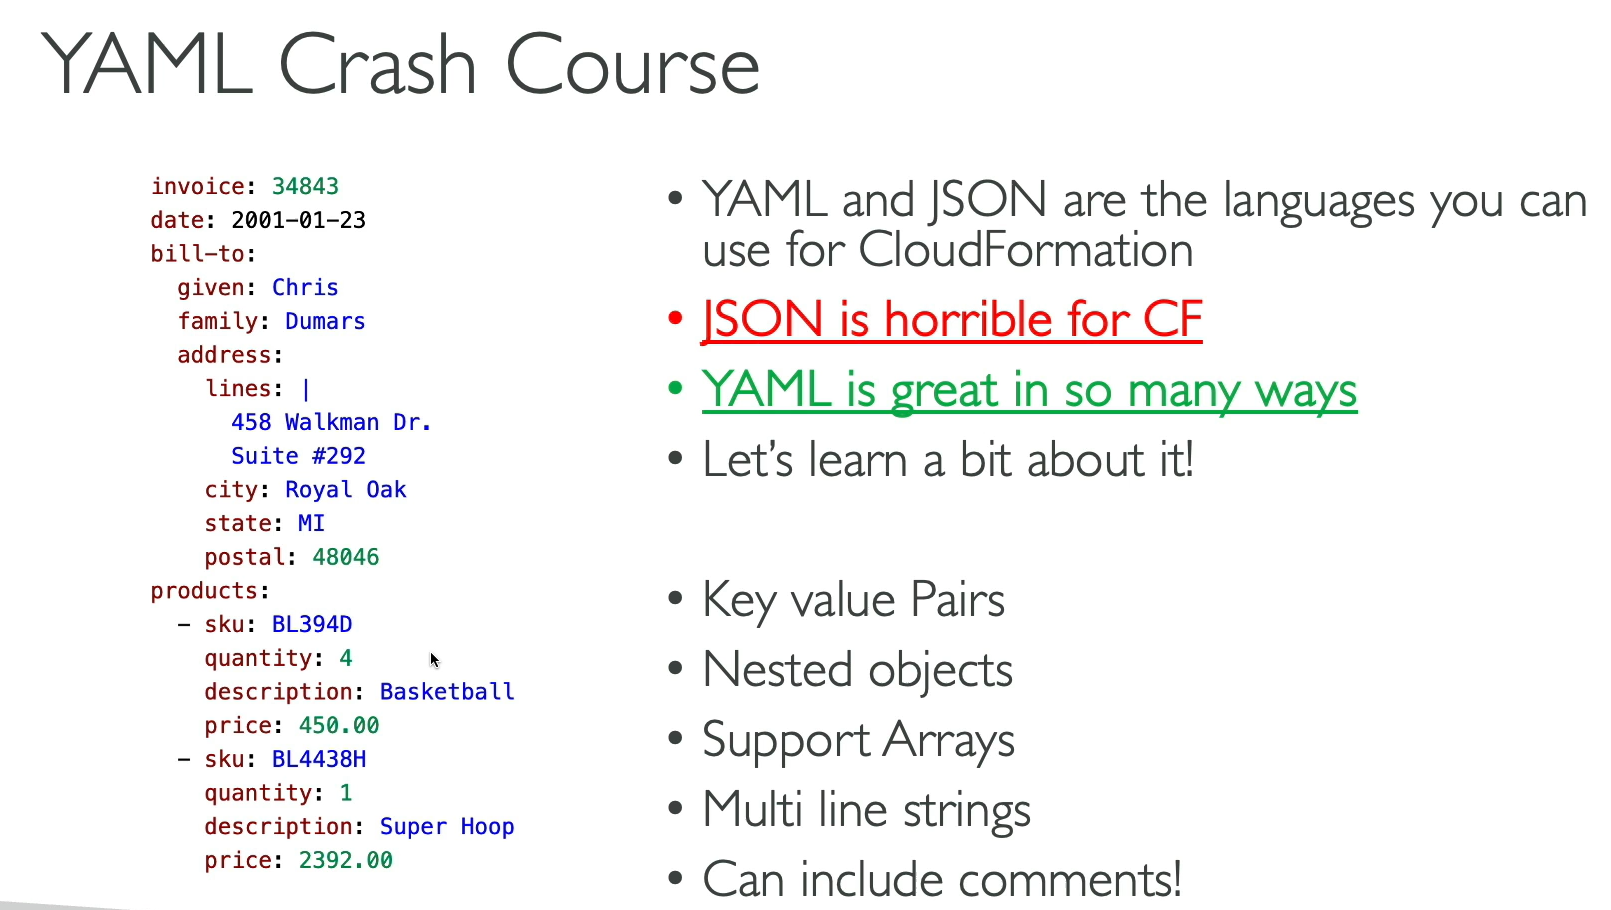 YAML Crash Course
invoice: 34843
date: 2001-01-23
bill-to:
  given: Chris
  family: Dumars
  address:
    lines: |
      458 Walkman Dr.
      Suite #292
    city: Royal Oak
    state: MI
    postal: 48046
products:
  - sku: BL394D
    quantity: 4
    description: Basketball
    price: 450.00
  - sku: BL4438H
    quantity: 1
    description: Super Hoop
    price: 2392.00
• YAML and JSON are the languages you can
use for CloudFormation
• JSON is horrible for CF
• YAML is great in so many ways
• Let’s learn a bit about it!
• Key value Pairs
• Nested objects
• Support Arrays
• Multi line strings
• Can include comments!